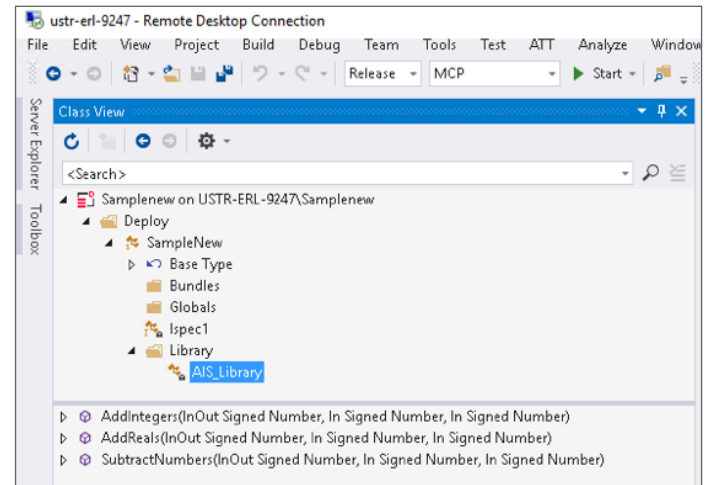 ustr-erl-9247 - Remote Desktop Connection
File Edit View Project Build Debug Team Tools Test ATT Analyze Window
Release MCP Start
Server Explorer
Toolbox
Class View
<Search>
Samplenew on USTR-ERL-9247\Samplenew
Deploy
SampleNew
Base Type
Bundles
Globals
Ispec1
Library
AIS_Library
AddIntegers(InOut Signed Number, In Signed Number, In Signed Number)
AddReals(InOut Signed Number, In Signed Number, In Signed Number)
SubtractNumbers(InOut Signed Number, In Signed Number, In Signed Number)